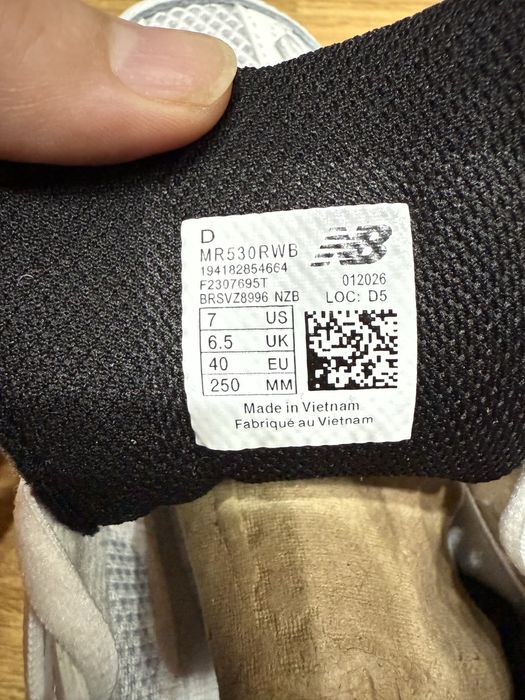 D
MR530RWB
NB
194182854664
F2307695T 012026
BRSVZ8996 NZB LOC: D5
7 US
6.5 UK
40 EU
250 MM
Made in Vietnam
Fabriqué au Vietnam